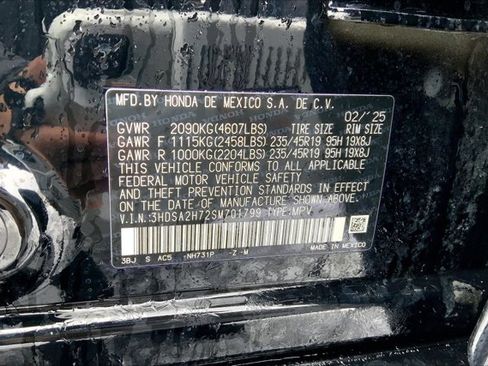 MFD. BY HONDA DE MEXICO S.A. DE C.V.
02/'25
GVWR 2090KG(4607LBS) TIRE SIZE RIM SIZE
GAWR F 1115KG(2458LBS) 235/45R19 95H 19X8J
GAWR R 1000KG(2204LBS) 235/45R19 95H 19X8J
THIS VEHICLE CONFORMS TO ALL APPLICABLE
FEDERAL MOTOR VEHICLE SAFETY, BUMPER,
AND THEFT PREVENTION STANDARDS IN EFFECT
ON THE DATE OF MANUFACTURE SHOWN ABOVE.
V.I.N.:3HDSA2H72SM701799 TYPE:MPV
3BJ S AC5 -NH731P -Z -M
MADE IN MEXICO